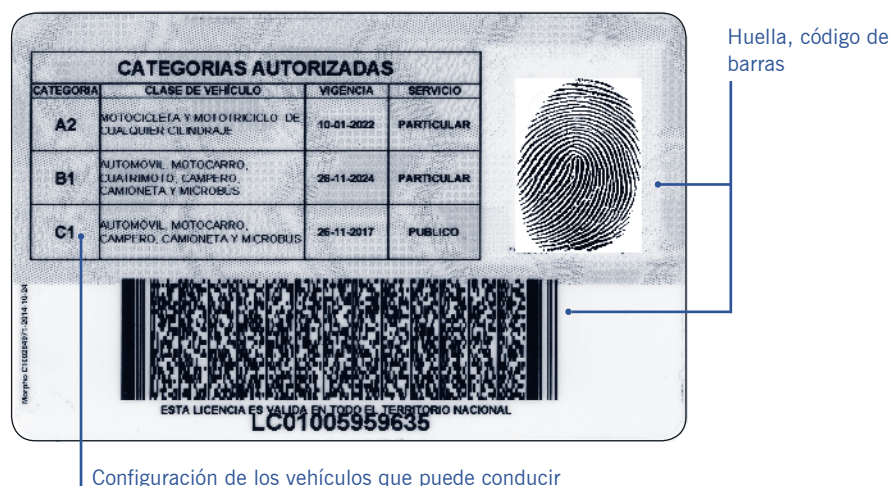 Huella, código de
barras
CATEGORIAS AUTORIZADAS
CATEGORIA CLASE DE VEHÍCULO VIGENCIA SERVICIO
A2 MOTOCICLETA Y MOTOTRICICLO DE
CUALQUIER CILINDRAJE 10-01-2022 PARTICULAR
B1 AUTOMOVIL, MOTOCARRO,
CUATRIMOTO, CAMPERO,
CAMIONETA Y MICROBÚS 26-11-2024 PARTICULAR
C1 AUTOMÓVIL, MOTOCARRO,
CAMPERO, CAMIONETA Y MICROBUS 26-11-2017 PUBLICO
ESTA LICENCIA ES VALIDA EN TODO EL TERRITORIO NACIONAL
LC01005959635
Configuración de los vehículos que puede conducir